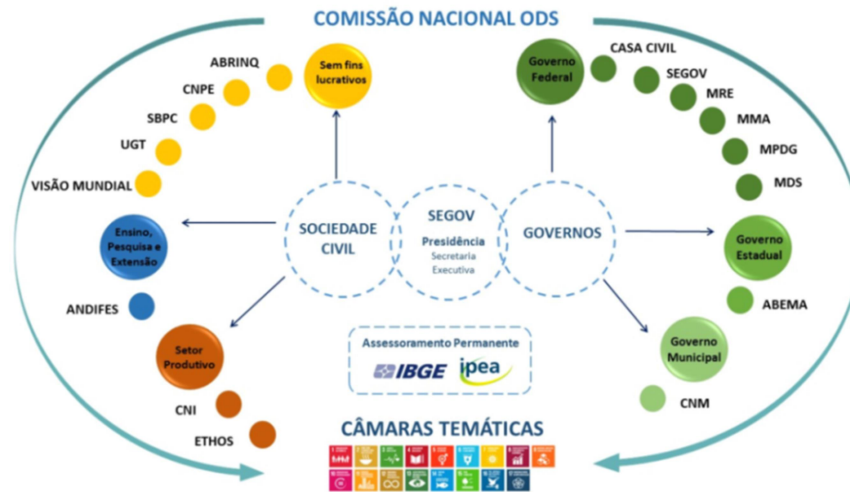 COMISSÃO NACIONAL ODS
ABRINQ
CNPE
SBPC
UGT
VISÃO MUNDIAL
Sem fins
lucrativos
Governo
Federal
CASA CIVIL
SEGOV
MRE
MMA
MPDG
MDS
SOCIEDADE
CIVIL
SEGOV
Presidência
Secretaria
Executiva
GOVERNOS
Ensino,
Pesquisa e
Extensão
ANDIFES
Governo
Estadual
ABEMA
Setor
Produtivo
CNI
ETHOS
Governo
Municipal
CNM
Assessoramento Permanente
IBGE
ipea
CÂMARAS TEMÁTICAS